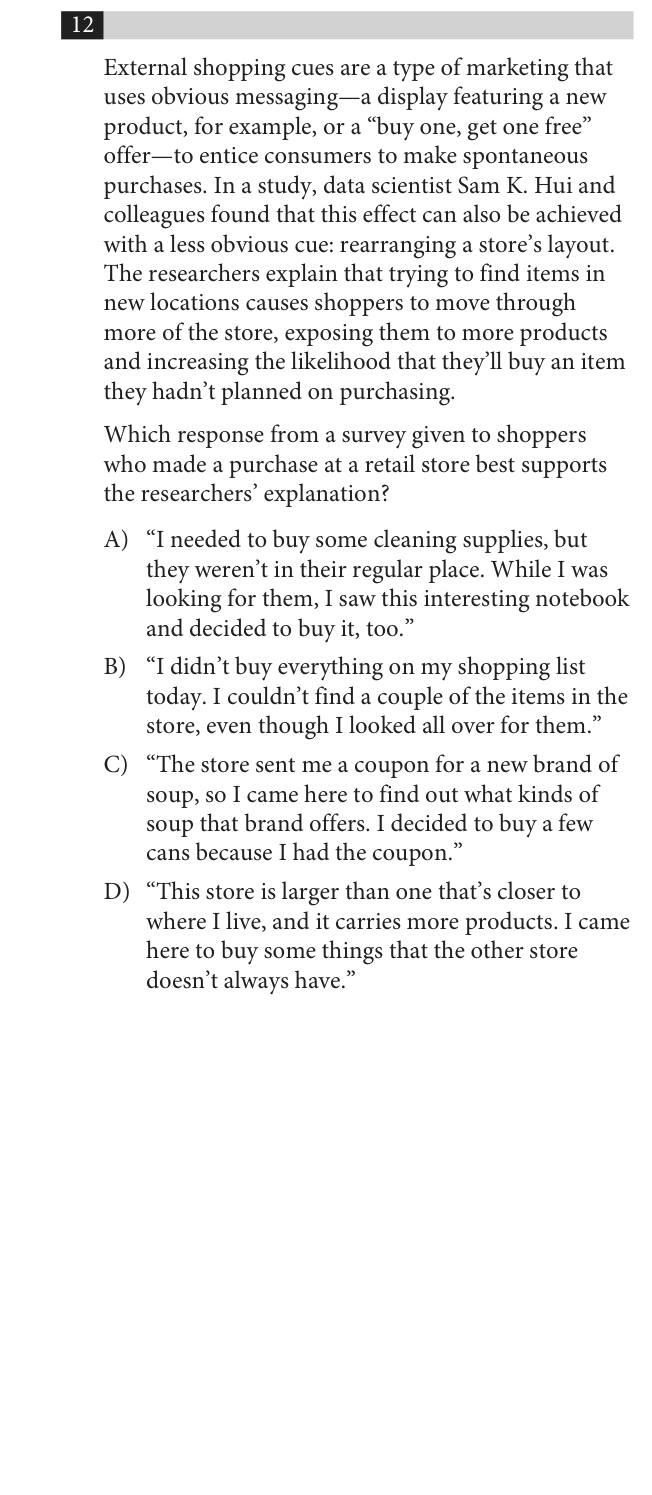 12
External shopping cues are a type of marketing that
uses obvious messaging—a display featuring a new
product, for example, or a “buy one, get one free”
offer—to entice consumers to make spontaneous
purchases. In a study, data scientist Sam K. Hui and
colleagues found that this effect can also be achieved
with a less obvious cue: rearranging a store’s layout.
The researchers explain that trying to find items in
new locations causes shoppers to move through
more of the store, exposing them to more products
and increasing the likelihood that they’ll buy an item
they hadn’t planned on purchasing.
Which response from a survey given to shoppers
who made a purchase at a retail store best supports
the researchers’ explanation?
A) “I needed to buy some cleaning supplies, but
they weren’t in their regular place. While I was
looking for them, I saw this interesting notebook
and decided to buy it, too.”
B) “I didn’t buy everything on my shopping list
today. I couldn’t find a couple of the items in the
store, even though I looked all over for them.”
C) “The store sent me a coupon for a new brand of
soup, so I came here to find out what kinds of
soup that brand offers. I decided to buy a few
cans because I had the coupon.”
D) “This store is larger than one that’s closer to
where I live, and it carries more products. I came
here to buy some things that the other store
doesn’t always have.”